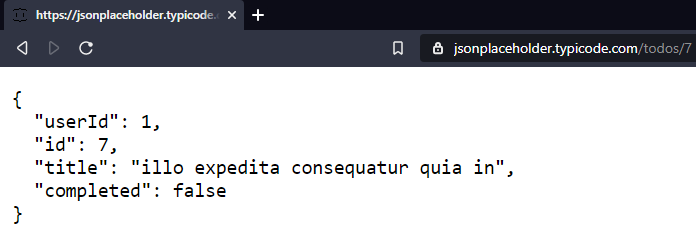 https://jsonplaceholder.typicode.
jsonplaceholder.typicode.com/todos/7
{
  "userId": 1,
  "id": 7,
  "title": "illo expedita consequatur quia in",
  "completed": false
}